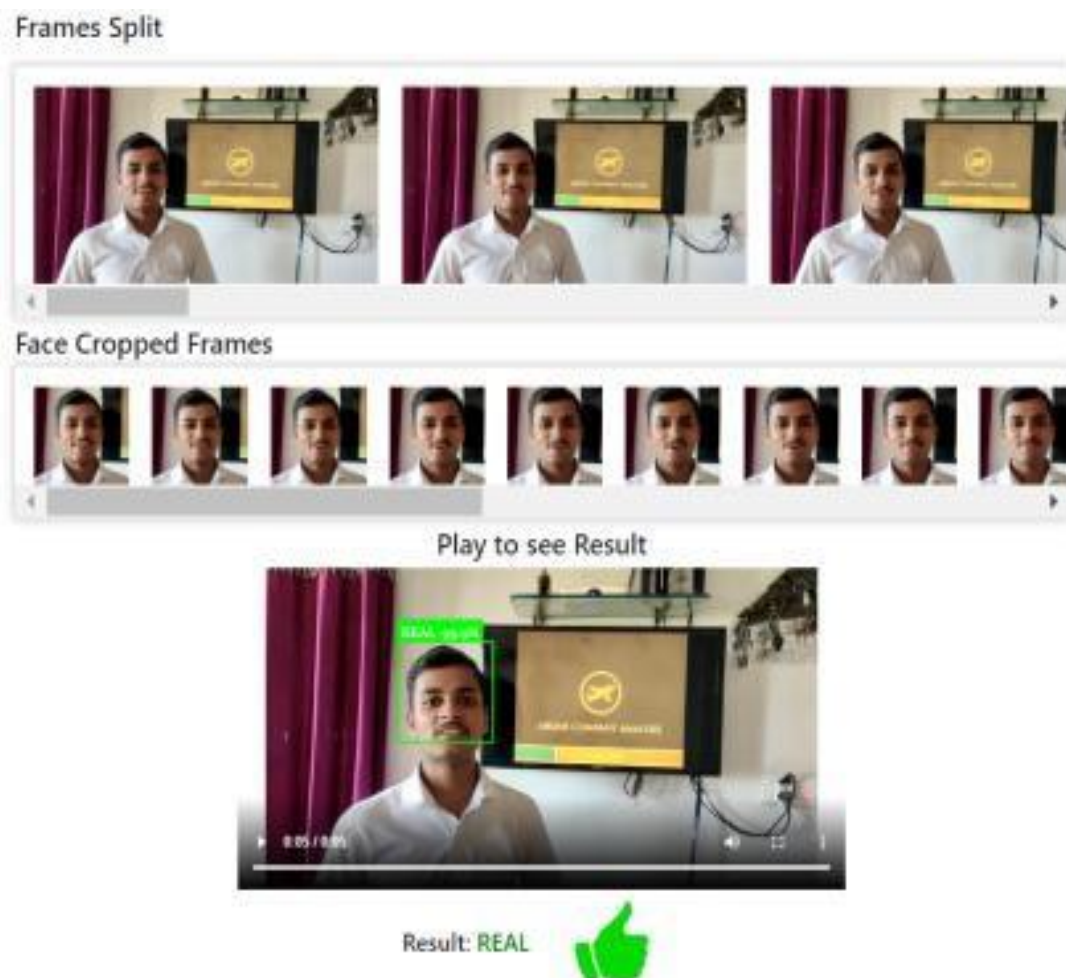 Frames Split
Face Cropped Frames
Play to see Result
REAL
0:05 / 0:05
Result: REAL